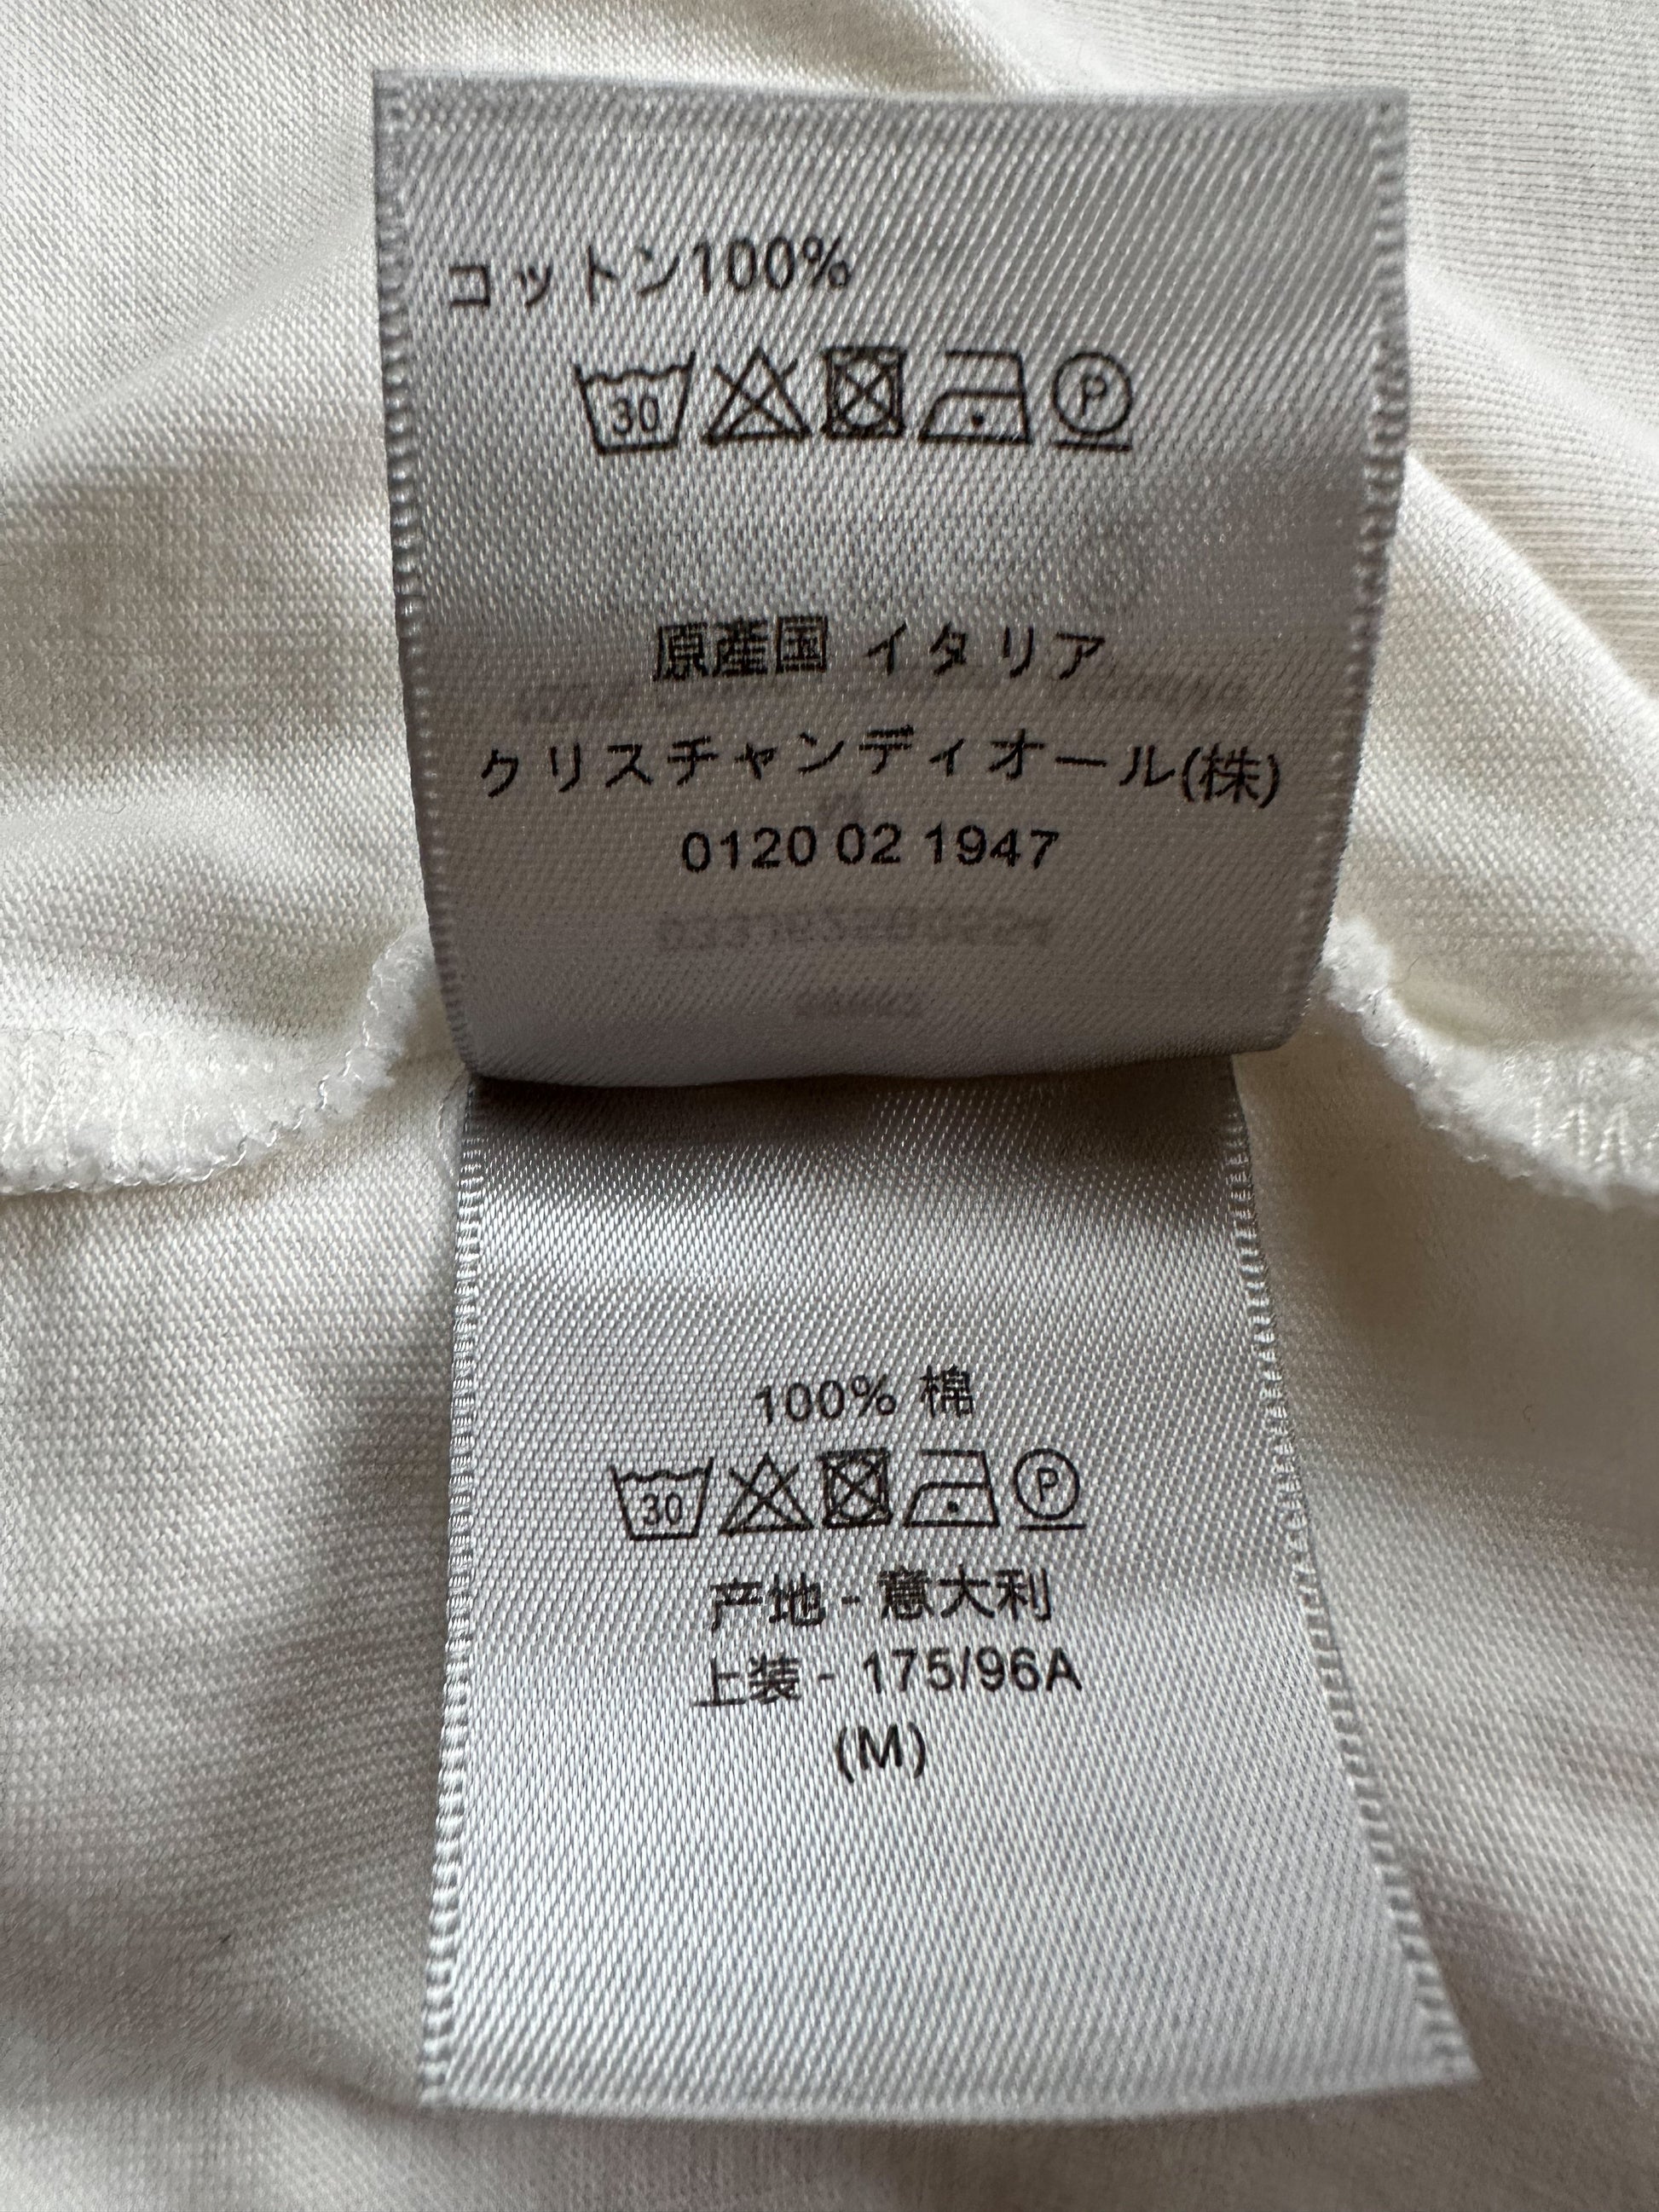 コットン100%
30
P
原産国 イタリア
クリスチャンディオール(株)
0120 02 1947
100% 棉
30
P
产地 - 意大利
上装 - 175/96A
(M)